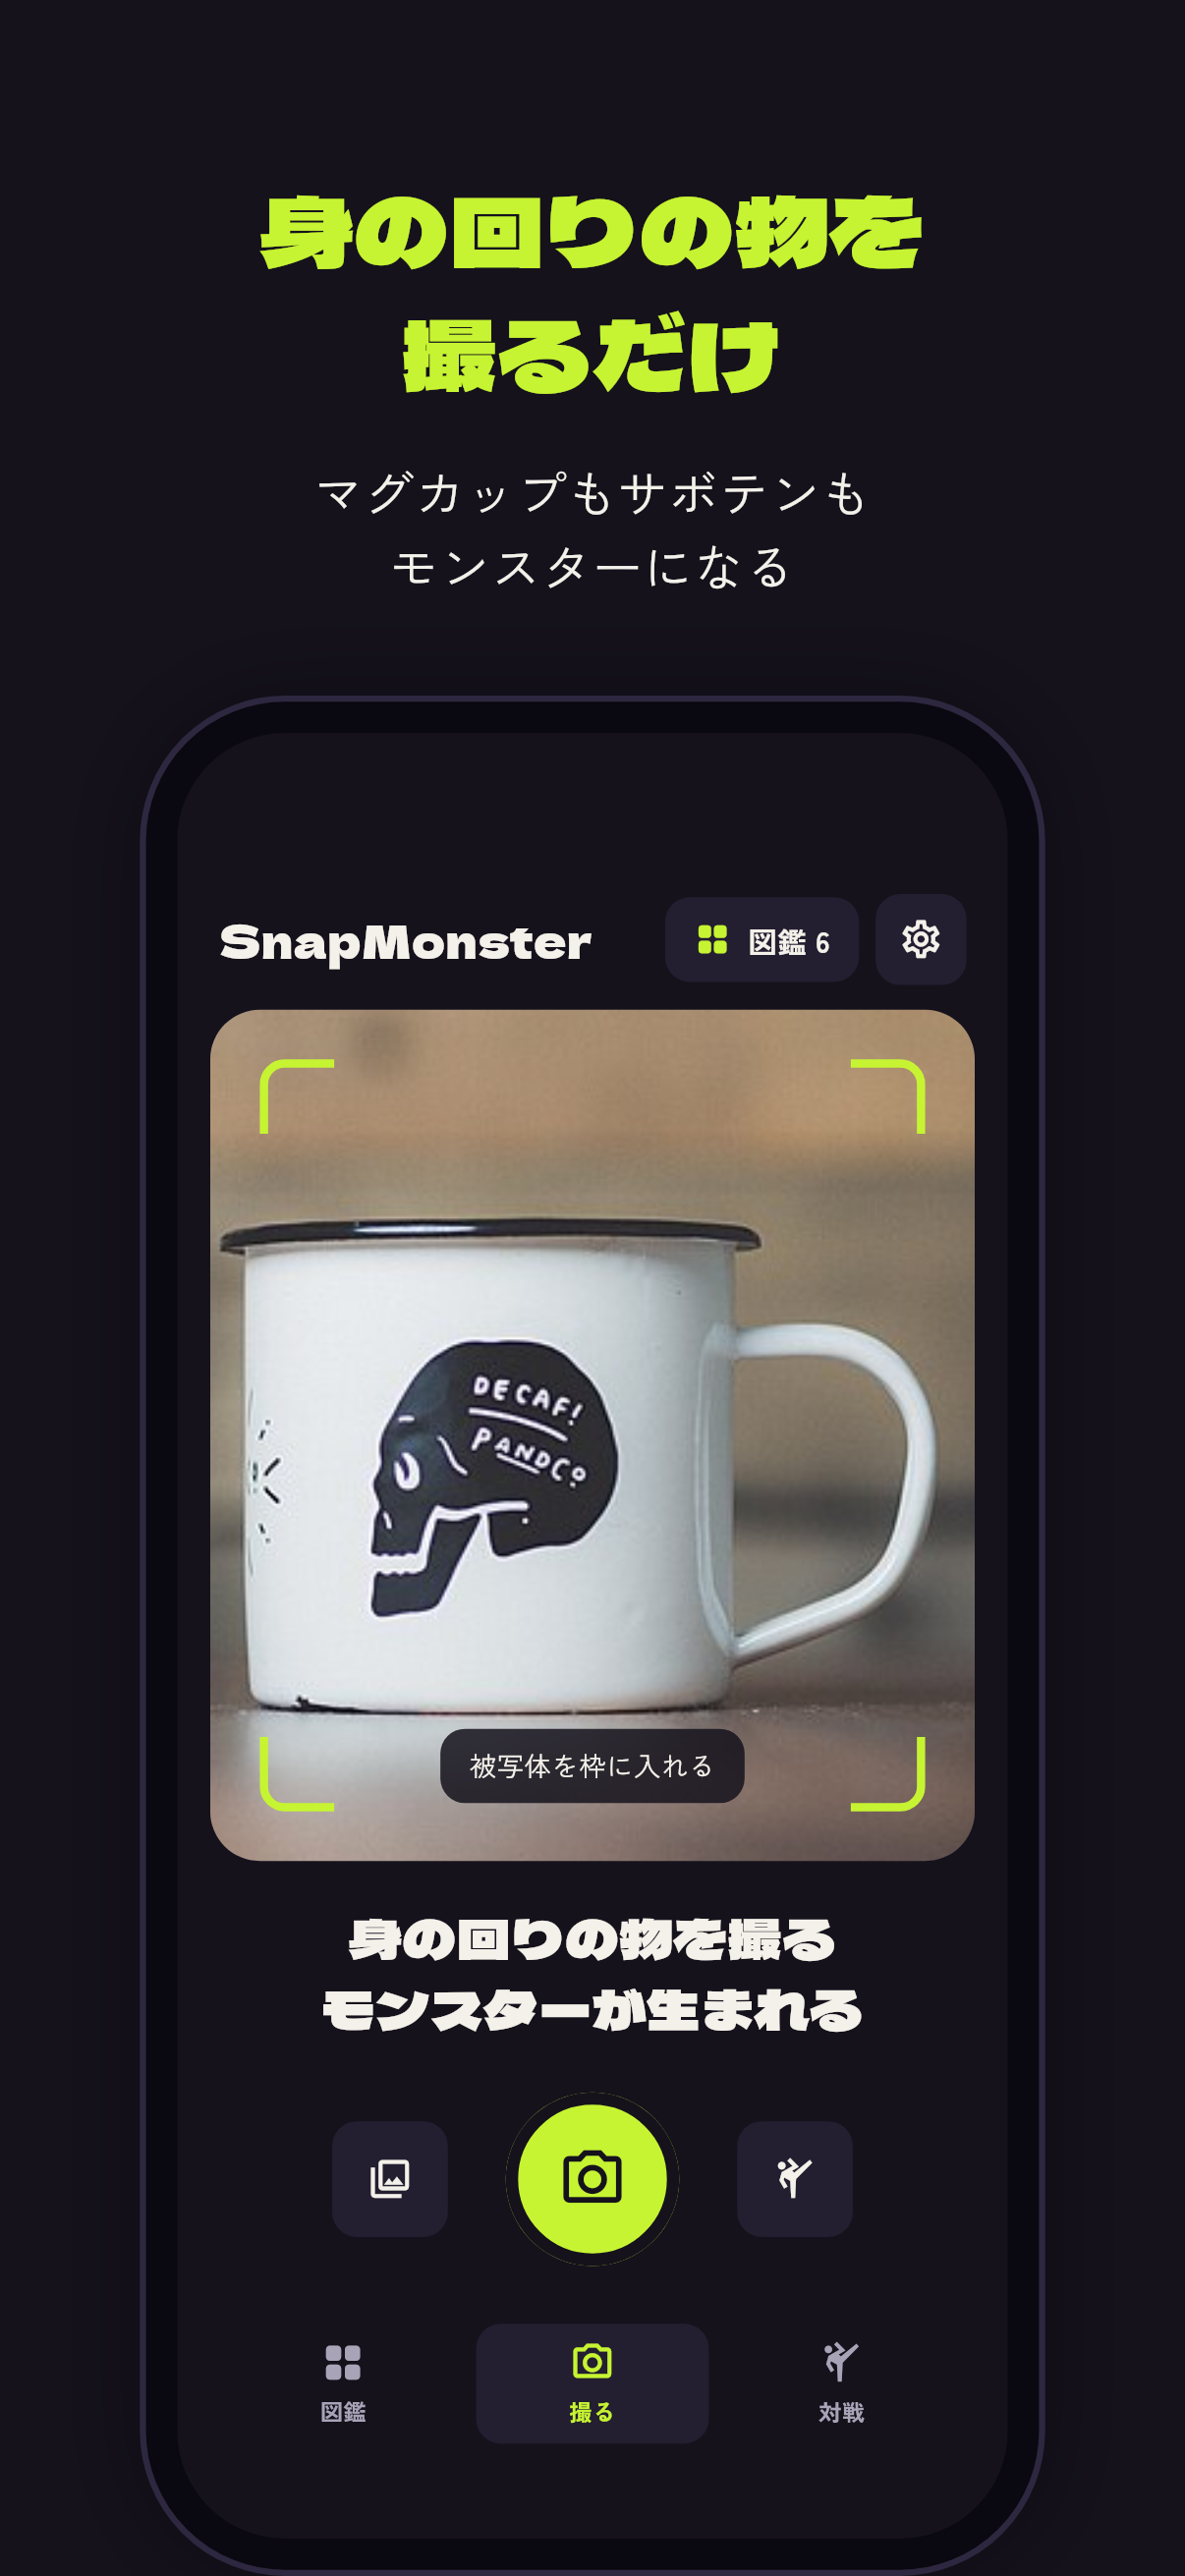 身の回りの物を
撮るだけ
マグカップもサボテンも
モンスターになる
SnapMonster
図鑑 6
DECAF!
PANDCO
被写体を枠に入れる
身の回りの物を撮る
モンスターが生まれる
図鑑
撮る
対戦